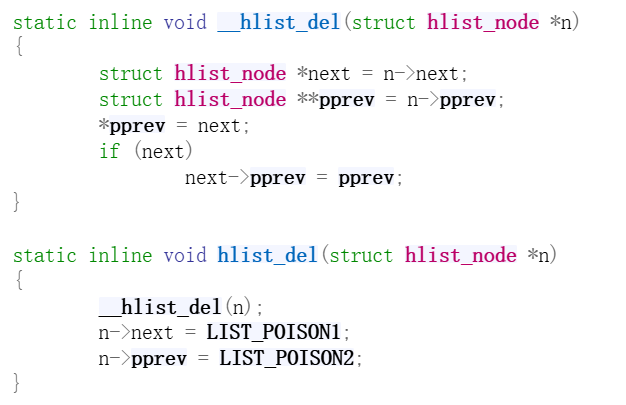 static inline void __hlist_del(struct hlist_node *n)
{
        struct hlist_node *next = n->next;
        struct hlist_node **pprev = n->pprev;
        *pprev = next;
        if (next)
                next->pprev = pprev;
}

static inline void hlist_del(struct hlist_node *n)
{
        __hlist_del(n);
        n->next = LIST_POISON1;
        n->pprev = LIST_POISON2;
}